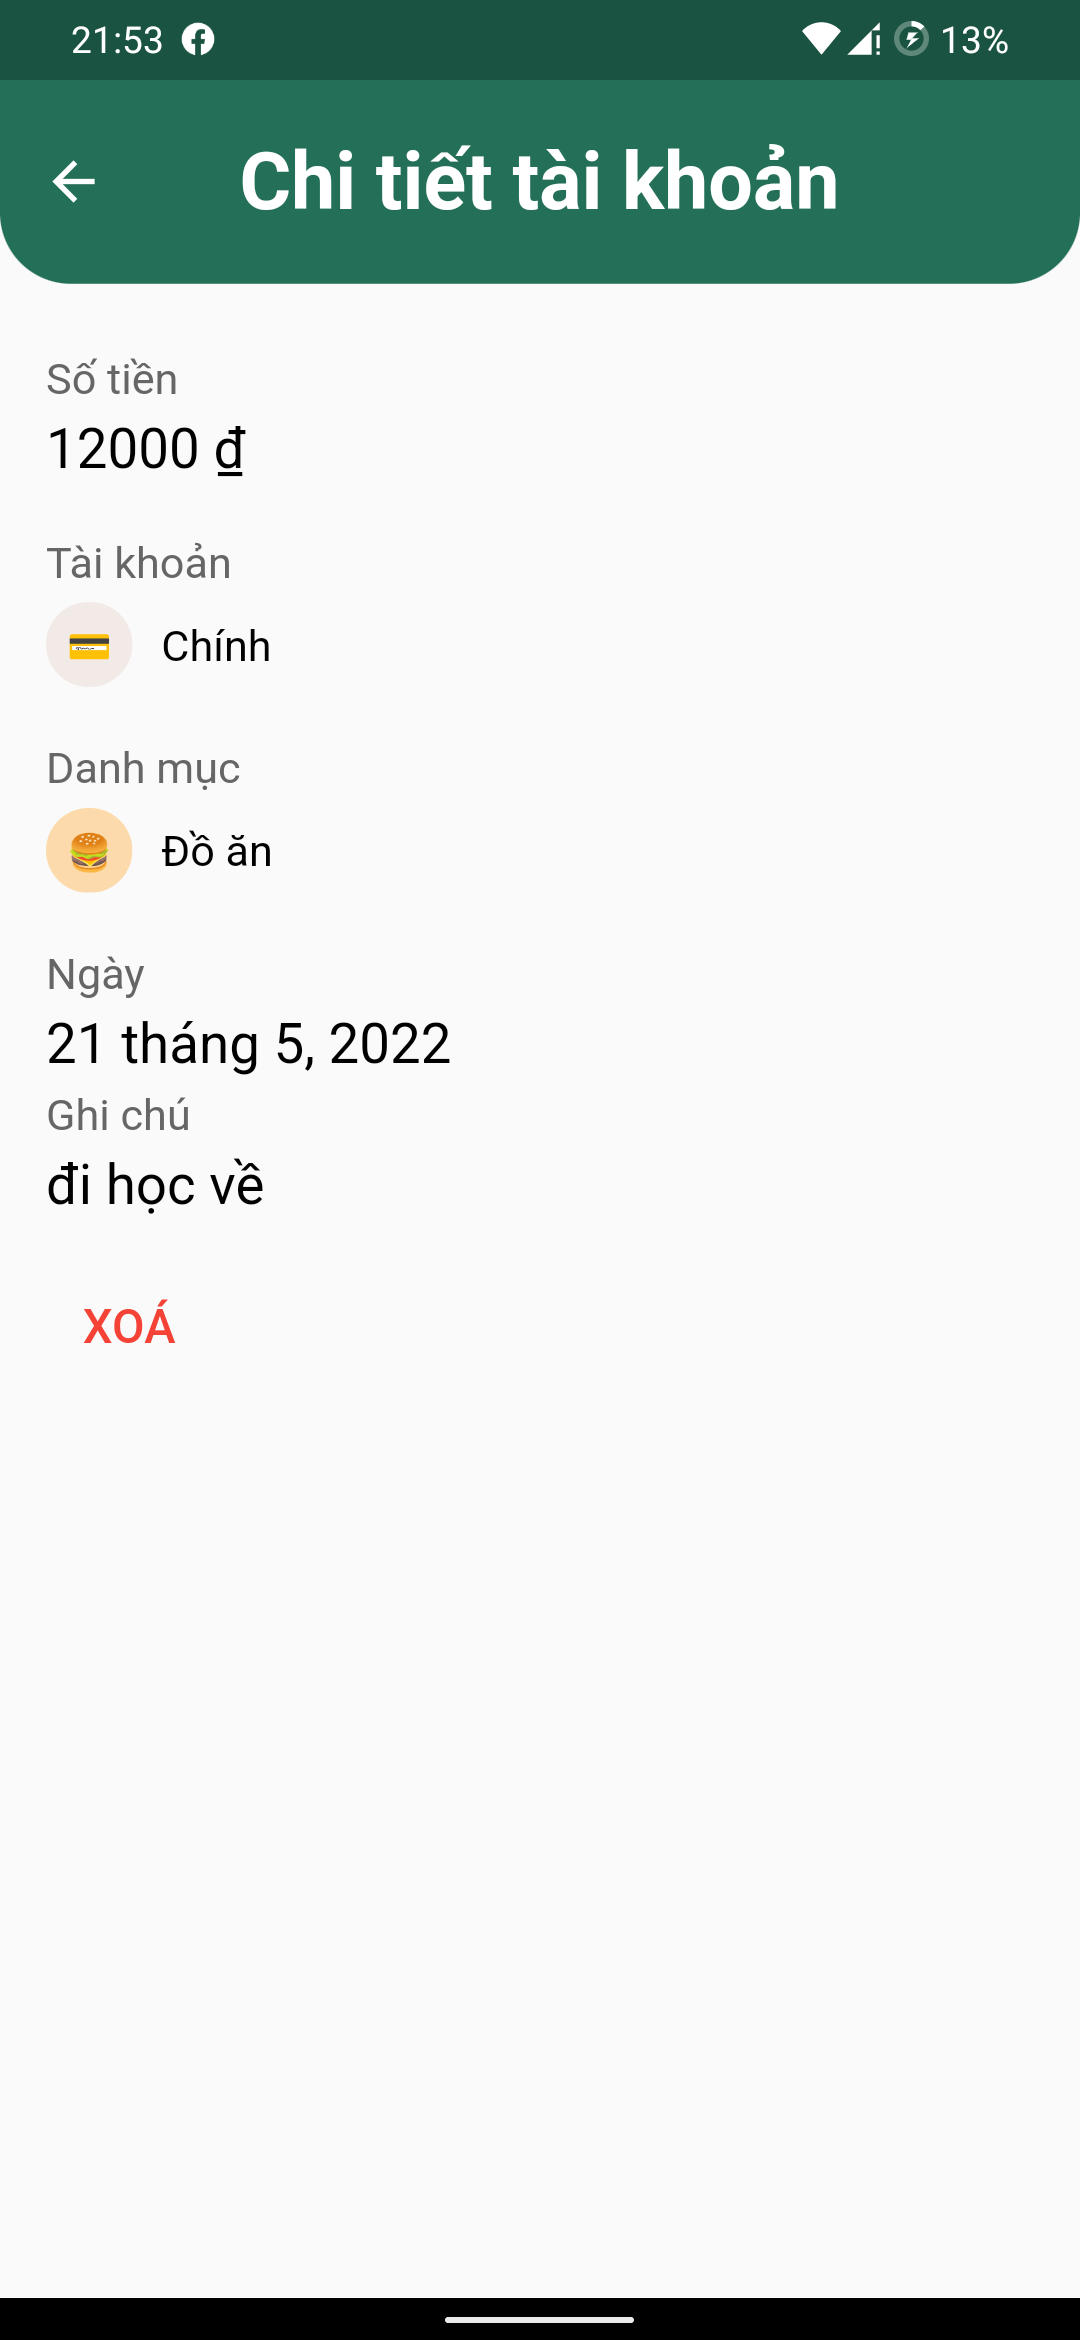 21:53 13%
Chi tiết tài khoản
Số tiền
12000 ₫
Tài khoản
Chính
Danh mục
Đồ ăn
Ngày
21 tháng 5, 2022
Ghi chú
đi học về
XOÁ